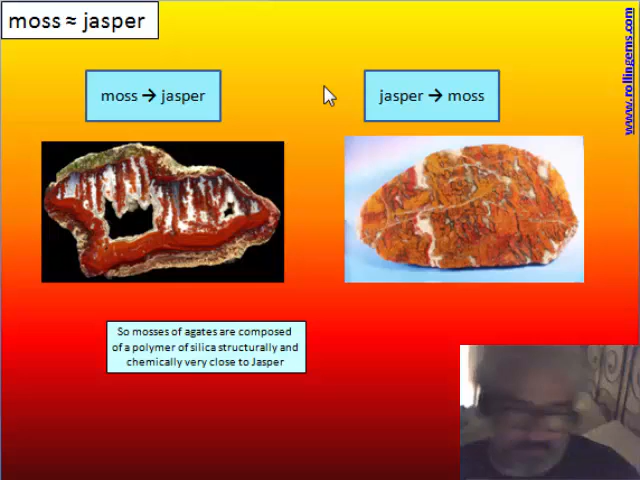 moss ≈ jasper
www.rollingems.com
moss → jasper
jasper → moss
So mosses of agates are composed
of a polymer of silica structurally and
chemically very close to Jasper